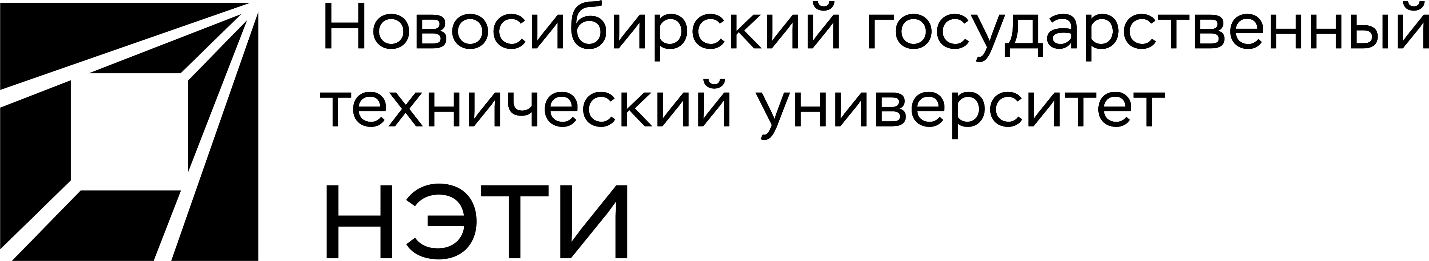 Новосибирский государственный
технический университет
НЭТИ